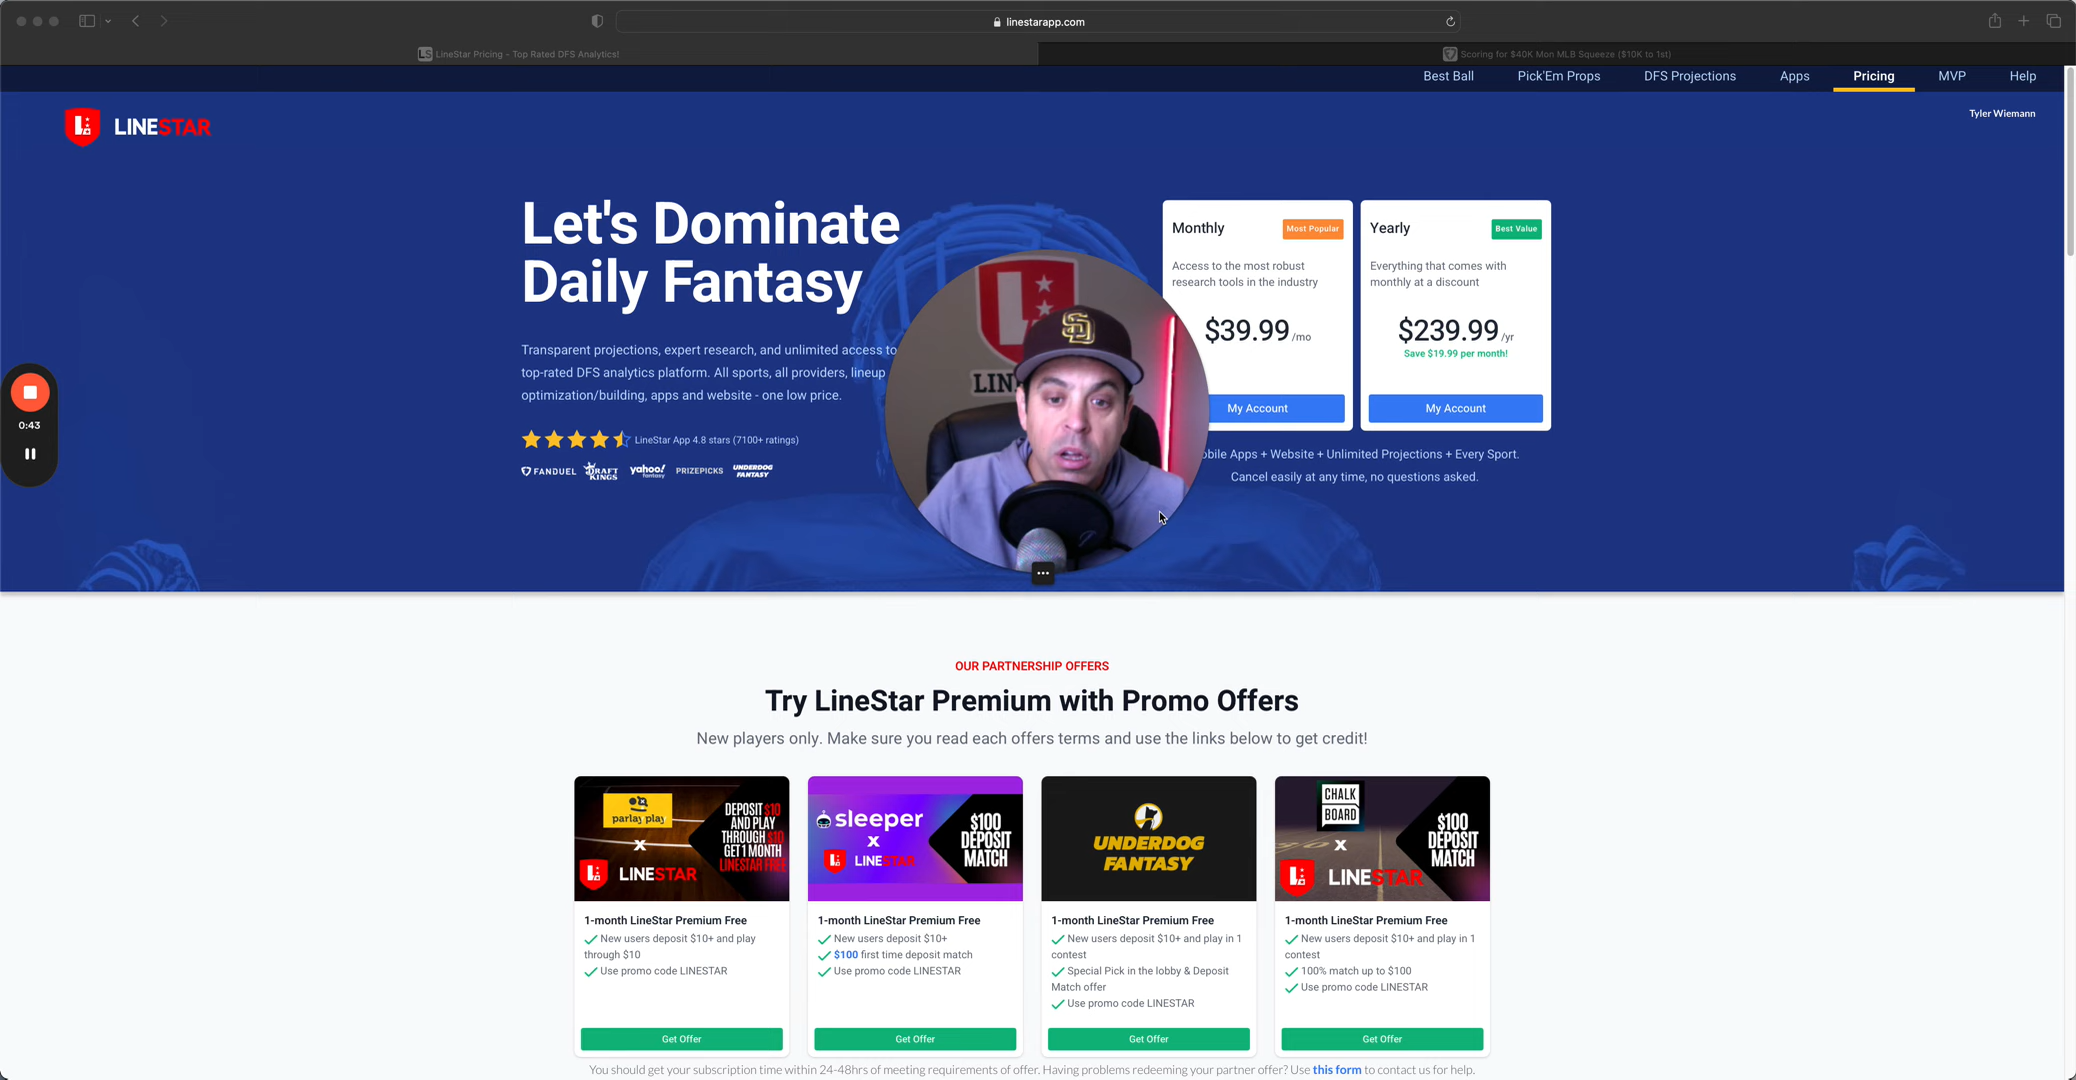 linestarapp.com
LineStar Pricing - Top Rated DFS Analytics!
Scoring for $40K Mon MLB Squeeze ($10K to 1st)
Best Ball
Pick'Em Props
DFS Projections
Apps
Pricing
MVP
Help
LINESTAR
Tyler Wiemann
Let's Dominate
Daily Fantasy
Transparent projections, expert research, and unlimited access to
top-rated DFS analytics platform. All sports, all providers, lineup
optimization/building, apps and website - one low price.
LineStar App 4.8 stars (7100+ ratings)
FANDUEL
DRAFT
KINGS
yahoo!
fantasy
PRIZEPICKS
UNDERDOG
FANTASY
LIN
SD
Monthly
Most Popular
Access to the most robust
research tools in the industry
$39.99 /mo
My Account
Yearly
Best Value
Everything that comes with
monthly at a discount
$239.99 /yr
Save $19.99 per month!
My Account
obile Apps + Website + Unlimited Projections + Every Sport.
Cancel easily at any time, no questions asked.
0:43
OUR PARTNERSHIP OFFERS
Try LineStar Premium with Promo Offers
New players only. Make sure you read each offers terms and use the links below to get credit!
parlay play
X
LINESTAR
DEPOSIT $10
AND PLAY
THROUGH $10
GET 1 MONTH
LINESTAR FREE
1-month LineStar Premium Free
New users deposit $10+ and play
through $10
Use promo code LINESTAR
Get Offer
sleeper
X
LINESTAR
$100
DEPOSIT
MATCH
1-month LineStar Premium Free
New users deposit $10+
$100 first time deposit match
Use promo code LINESTAR
Get Offer
UNDERDOG
FANTASY
1-month LineStar Premium Free
New users deposit $10+ and play in 1
contest
Special Pick in the lobby & Deposit
Match offer
Use promo code LINESTAR
Get Offer
CHALK
BOARD
X
LINESTAR
$100
DEPOSIT
MATCH
1-month LineStar Premium Free
New users deposit $10+ and play in 1
contest
100% match up to $100
Use promo code LINESTAR
Get Offer
You should get your subscription time within 24-48hrs of meeting requirements of offer. Having problems redeeming your partner offer? Use this form to contact us for help.